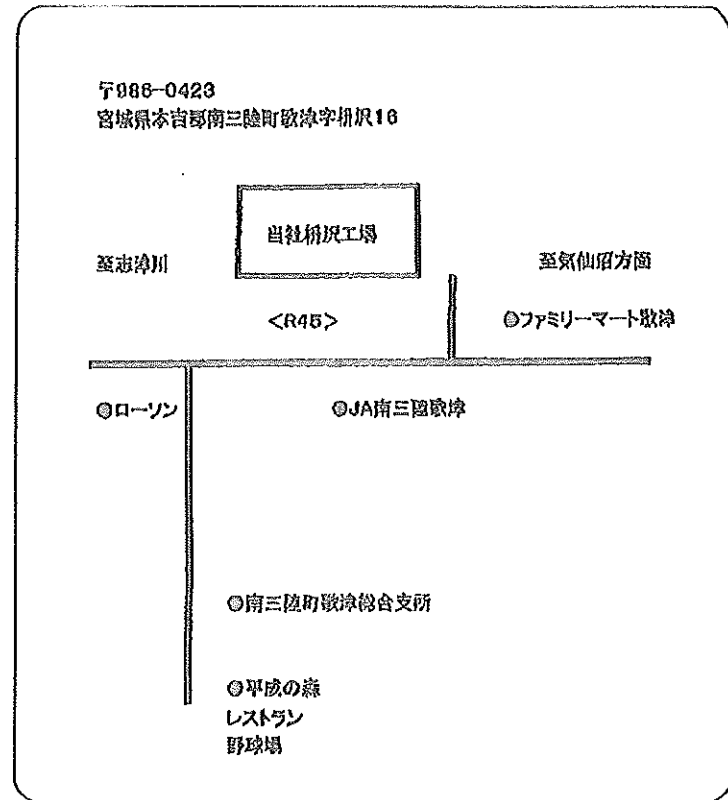 〒986-0423
宮城県本吉郡南三陸町歌津字枡沢16
当社枡沢工場
至志津川
至気仙沼方面
<R45>
◎ファミリーマート歌津
◎ローソン
◎JA南三陸歌津
◎南三陸町歌津総合支所
◎平成の森
レストラン
野球場